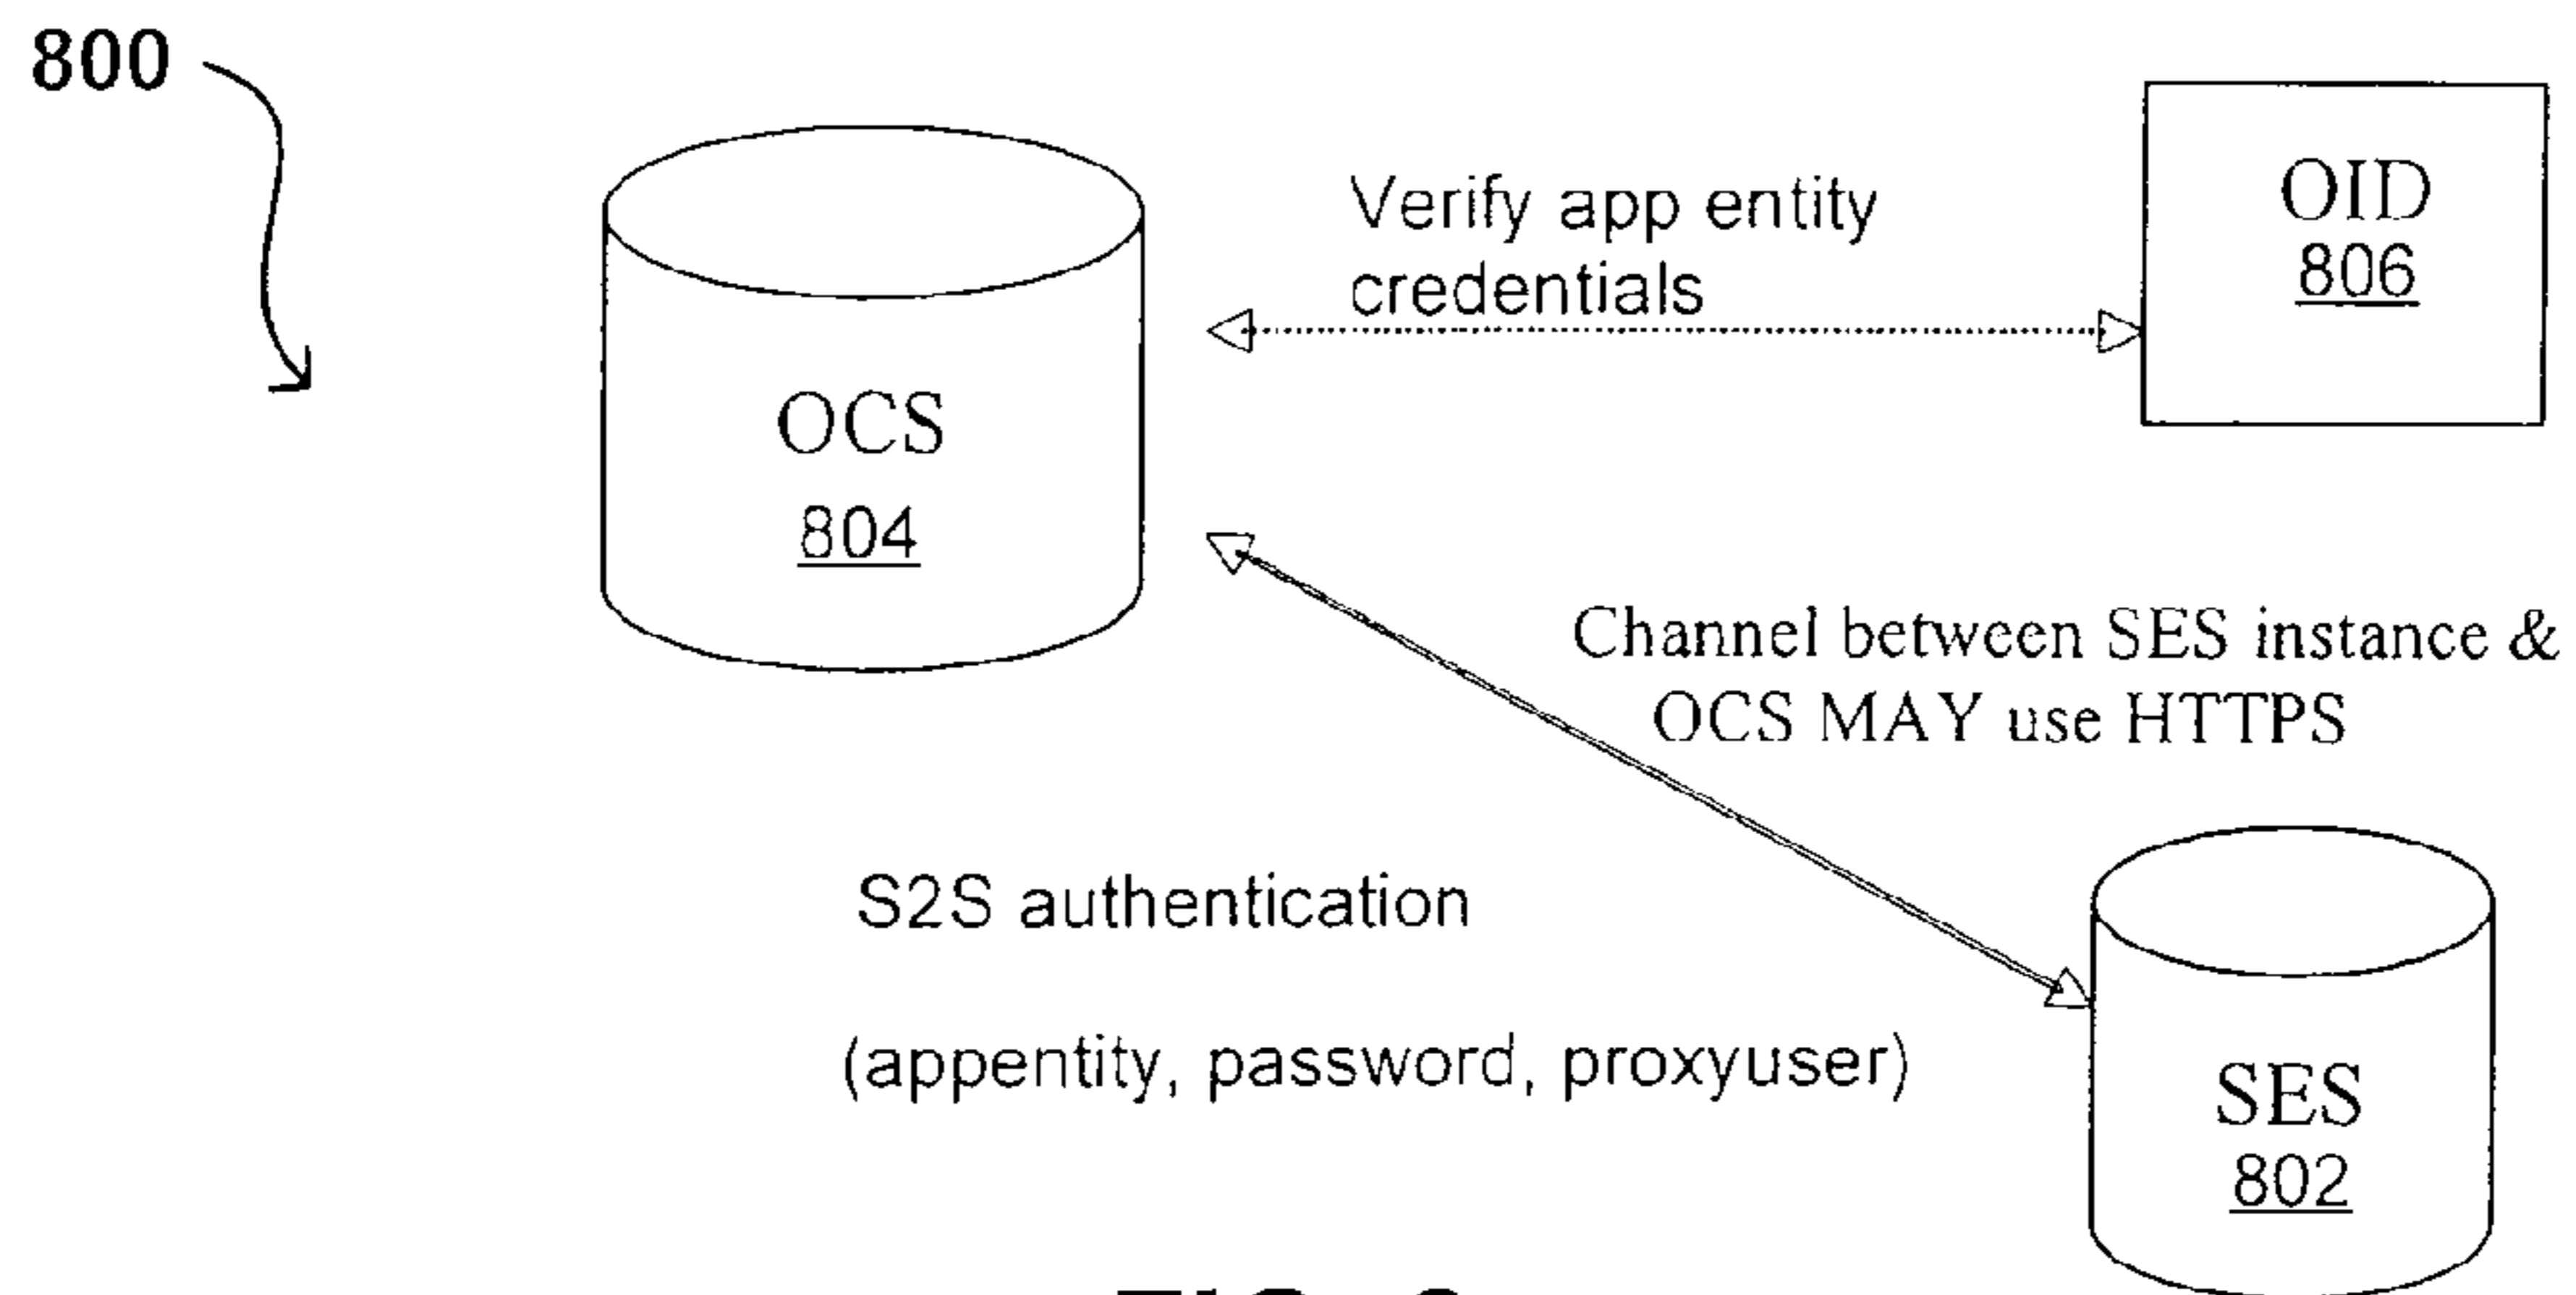 800
OID
806
Verify app entity
credentials
OCS
804
Channel between SES instance &
OCS MAY use HTTPS
S2S authentication
(appentity, password, proxyuser)
SES
802